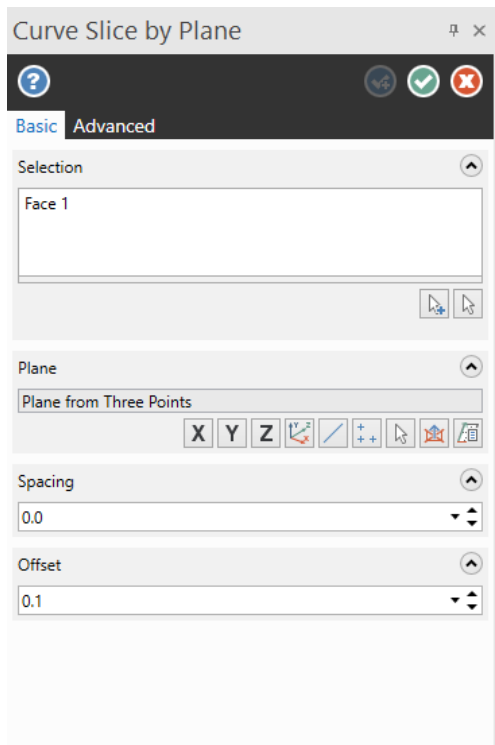 Curve Slice by Plane
Basic Advanced
Selection
Face 1
Plane
Plane from Three Points
X Y Z
Spacing
0.0
Offset
0.1